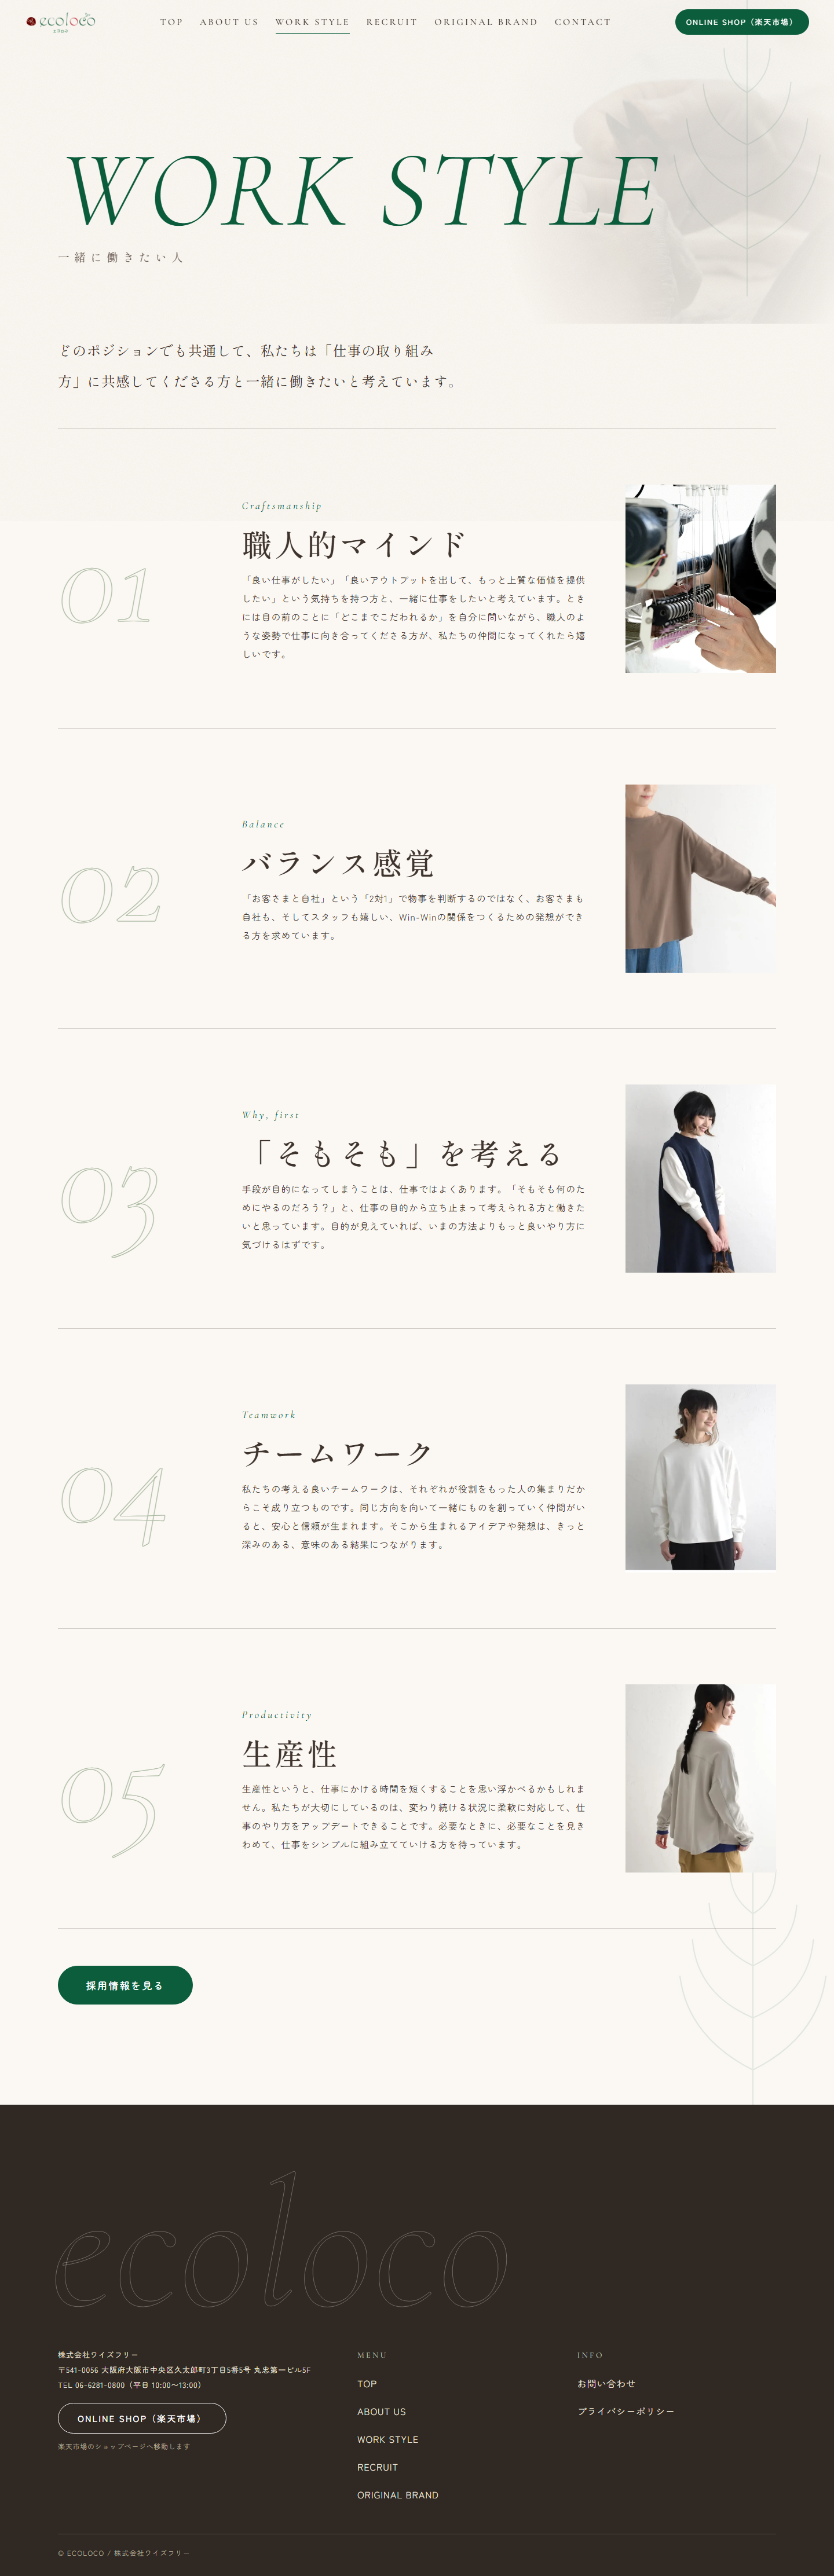 ecoloco
エコロコ
TOP ABOUT US WORK STYLE RECRUIT ORIGINAL BRAND CONTACT
ONLINE SHOP（楽天市場）
WORK STYLE
一緒に働きたい人
どのポジションでも共通して、私たちは「仕事の取り組み
方」に共感してくださる方と一緒に働きたいと考えています。
01
Craftsmanship
職人的マインド
「良い仕事がしたい」「良いアウトプットを出して、もっと上質な価値を提供
したい」という気持ちを持つ方と、一緒に仕事をしたいと考えています。とき
には目の前のことに「どこまでこだわれるか」を自分に問いながら、職人のよ
うな姿勢で仕事に向き合ってくださる方が、私たちの仲間になってくれたら嬉
しいです。
02
Balance
バランス感覚
「お客さまと自社」という「2対1」で物事を判断するのではなく、お客さまも
自社も、そしてスタッフも嬉しい、Win-Winの関係をつくるための発想ができ
る方を求めています。
03
Why, first
「そもそも」を考える
手段が目的になってしまうことは、仕事ではよくあります。「そもそも何のた
めにやるのだろう？」と、仕事の目的から立ち止まって考えられる方と働きた
いと思っています。目的が見えていれば、いまの方法よりもっと良いやり方に
気づけるはずです。
04
Teamwork
チームワーク
私たちの考える良いチームワークは、それぞれが役割をもった人の集まりだか
らこそ成り立つものです。同じ方向を向いて一緒にものを創っていく仲間がい
ると、安心と信頼が生まれます。そこから生まれるアイデアや発想は、きっと
深みのある、意味のある結果につながります。
05
Productivity
生産性
生産性というと、仕事にかける時間を短くすることを思い浮かべるかもしれま
せん。私たちが大切にしているのは、変わり続ける状況に柔軟に対応して、仕
事のやり方をアップデートできることです。必要なときに、必要なことを見き
わめて、仕事をシンプルに組み立てていける方を待っています。
採用情報を見る
ecoloco
株式会社ワイズフリー
〒541-0056 大阪府大阪市中央区久太郎町3丁目5番5号 丸忠第一ビル5F
TEL 06-6281-0800（平日 10:00〜13:00）
ONLINE SHOP（楽天市場）
楽天市場のショップページへ移動します
MENU
TOP
ABOUT US
WORK STYLE
RECRUIT
ORIGINAL BRAND
INFO
お問い合わせ
プライバシーポリシー
© ECOLOCO / 株式会社ワイズフリー